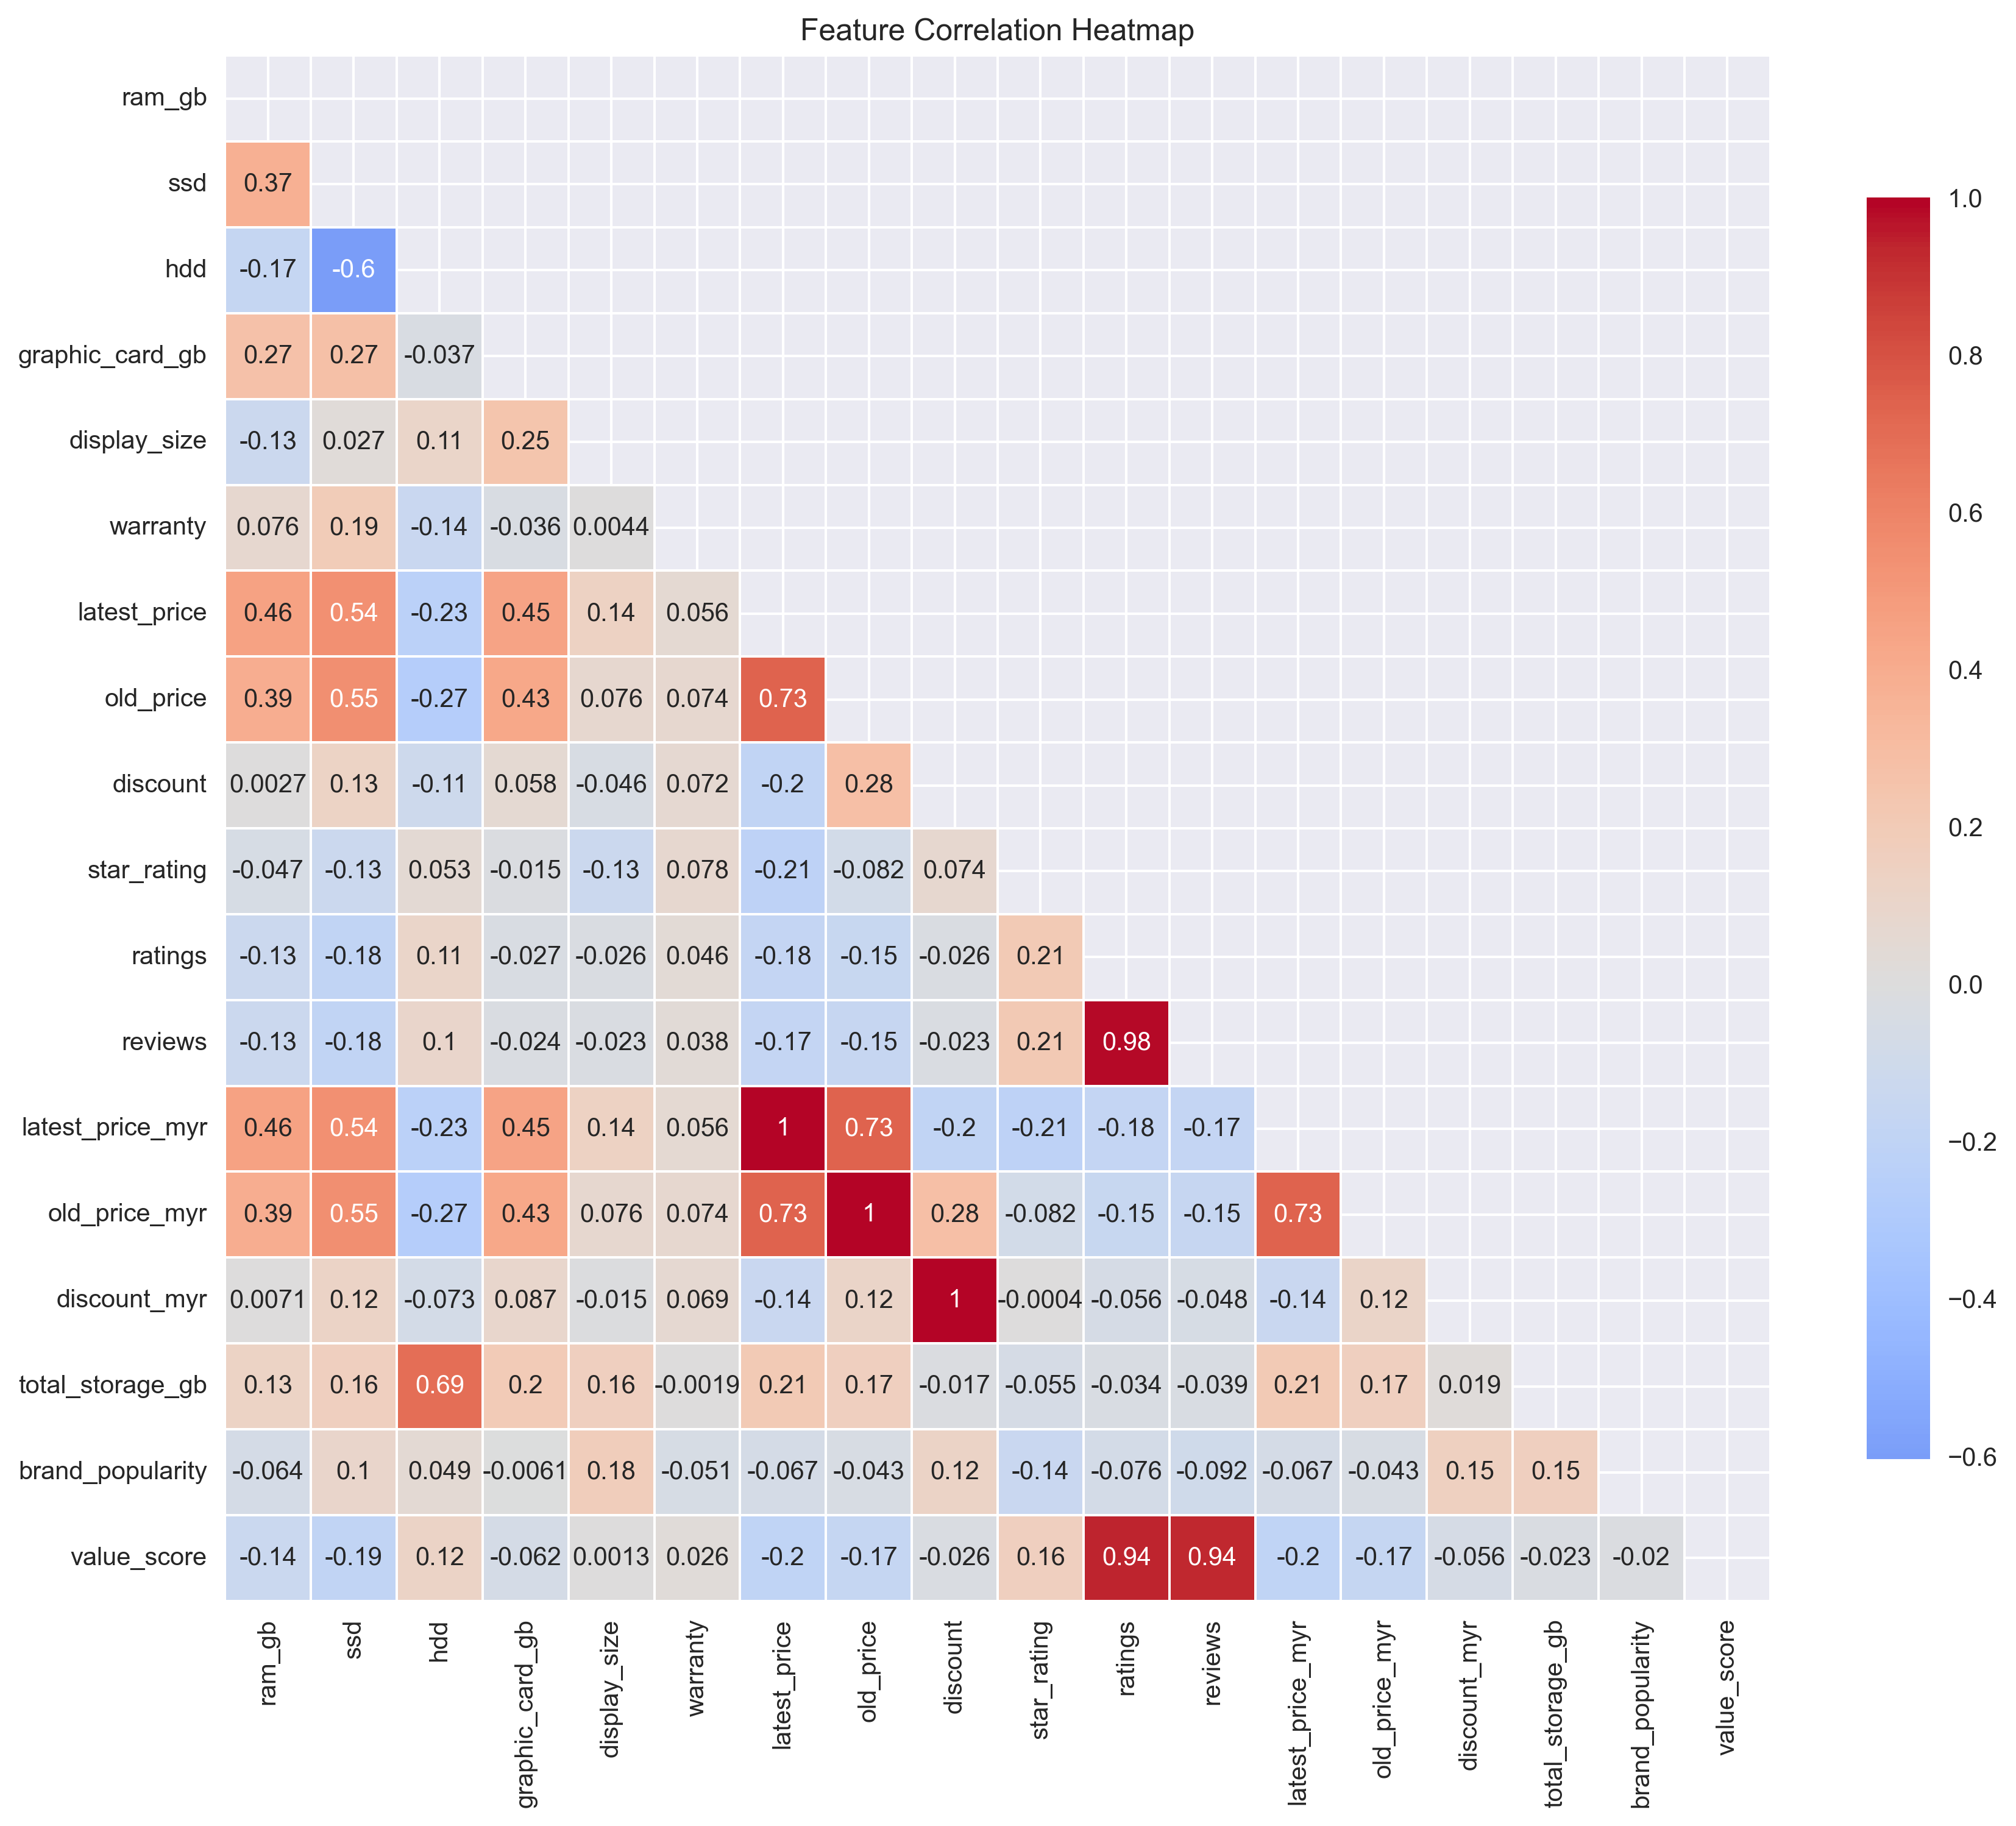 Feature Correlation Heatmap
ram_gb
ssd 0.37
hdd -0.17 -0.6
graphic_card_gb 0.27 0.27 -0.037
display_size -0.13 0.027 0.11 0.25
warranty 0.076 0.19 -0.14 -0.036 0.0044
latest_price 0.46 0.54 -0.23 0.45 0.14 0.056
old_price 0.39 0.55 -0.27 0.43 0.076 0.074 0.73
discount 0.0027 0.13 -0.11 0.058 -0.046 0.072 -0.2 0.28
star_rating -0.047 -0.13 0.053 -0.015 -0.13 0.078 -0.21 -0.082 0.074
ratings -0.13 -0.18 0.11 -0.027 -0.026 0.046 -0.18 -0.15 -0.026 0.21
reviews -0.13 -0.18 0.1 -0.024 -0.023 0.038 -0.17 -0.15 -0.023 0.21 0.98
latest_price_myr 0.46 0.54 -0.23 0.45 0.14 0.056 1 0.73 -0.2 -0.21 -0.18 -0.17
old_price_myr 0.39 0.55 -0.27 0.43 0.076 0.074 0.73 1 0.28 -0.082 -0.15 -0.15 0.73
discount_myr 0.0071 0.12 -0.073 0.087 -0.015 0.069 -0.14 0.12 1 -0.0004 -0.056 -0.048 -0.14 0.12
total_storage_gb 0.13 0.16 0.69 0.2 0.16 -0.0019 0.21 0.17 -0.017 -0.055 -0.034 -0.039 0.21 0.17 0.019
brand_popularity -0.064 0.1 0.049 -0.0061 0.18 -0.051 -0.067 -0.043 0.12 -0.14 -0.076 -0.092 -0.067 -0.043 0.15 0.15
value_score -0.14 -0.19 0.12 -0.062 0.0013 0.026 -0.2 -0.17 -0.026 0.16 0.94 0.94 -0.2 -0.17 -0.056 -0.023 -0.02
ram_gb
ssd
hdd
graphic_card_gb
display_size
warranty
latest_price
old_price
discount
star_rating
ratings
reviews
latest_price_myr
old_price_myr
discount_myr
total_storage_gb
brand_popularity
value_score
1.0
0.8
0.6
0.4
0.2
0.0
−0.2
−0.4
−0.6